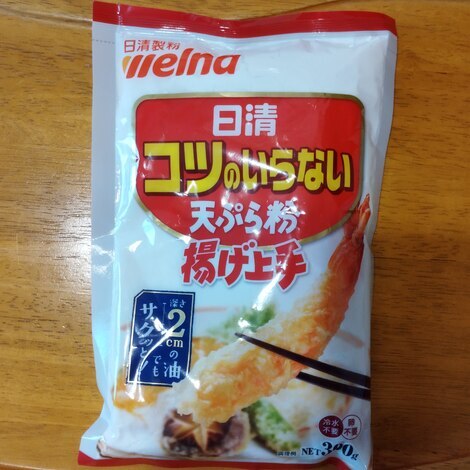 日清製粉
Welna
日清
コツのいらない
天ぷら粉
揚げ上手
深さ
2cmの油
でも
サクッと!
冷水
不要
卵
不要
NET 300g